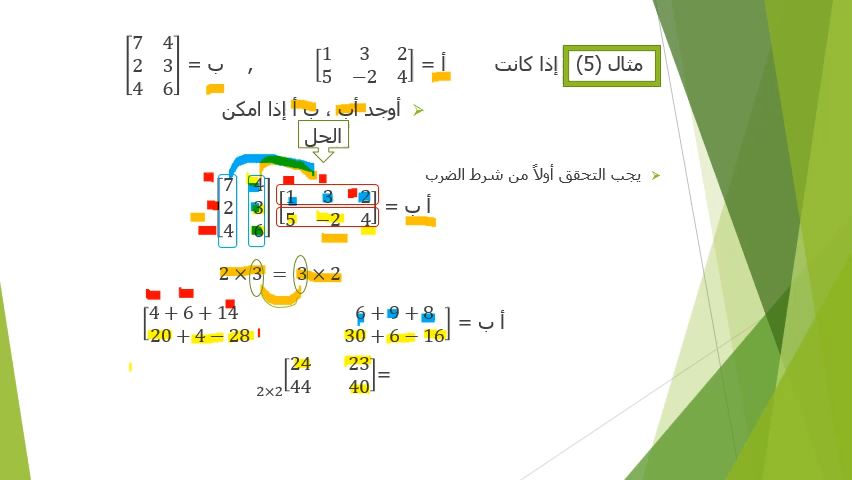 مثال (5) إذا كانت أ = [1 3 2 , ب = [7 4
5 −2 4] 2 3
4 6]
أوجد أب ، ب أ إذا امكن
الحل
يجب التحقق أولاً من شرط الضرب
أ ب = [1 3 2 [7 4
5 −2 4] 2 3
4 6]
2 × 3 = 3 × 2
أ ب = [4 + 6 + 14 6 + 9 + 8
20 + 4 − 28 30 + 6 − 16]
= [24 23
44 40] 2×2